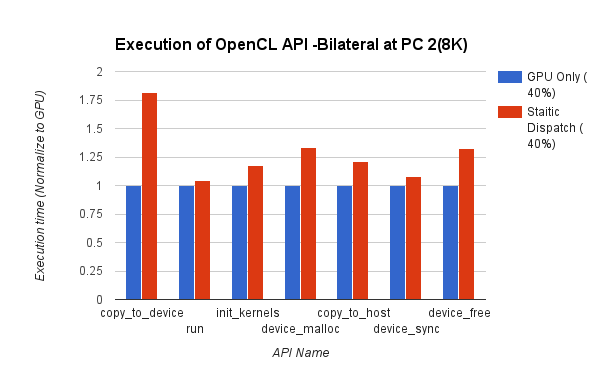 Execution of OpenCL API -Bilateral at PC 2(8K)
Execution time (Normalize to GPU)
2
1.75
1.5
1.25
1
0.75
0.5
0.25
0
GPU Only (
40%)
Staitic
Dispatch (
40%)
copy_to_device
run
init_kernels
device_malloc
copy_to_host
device_sync
device_free
API Name